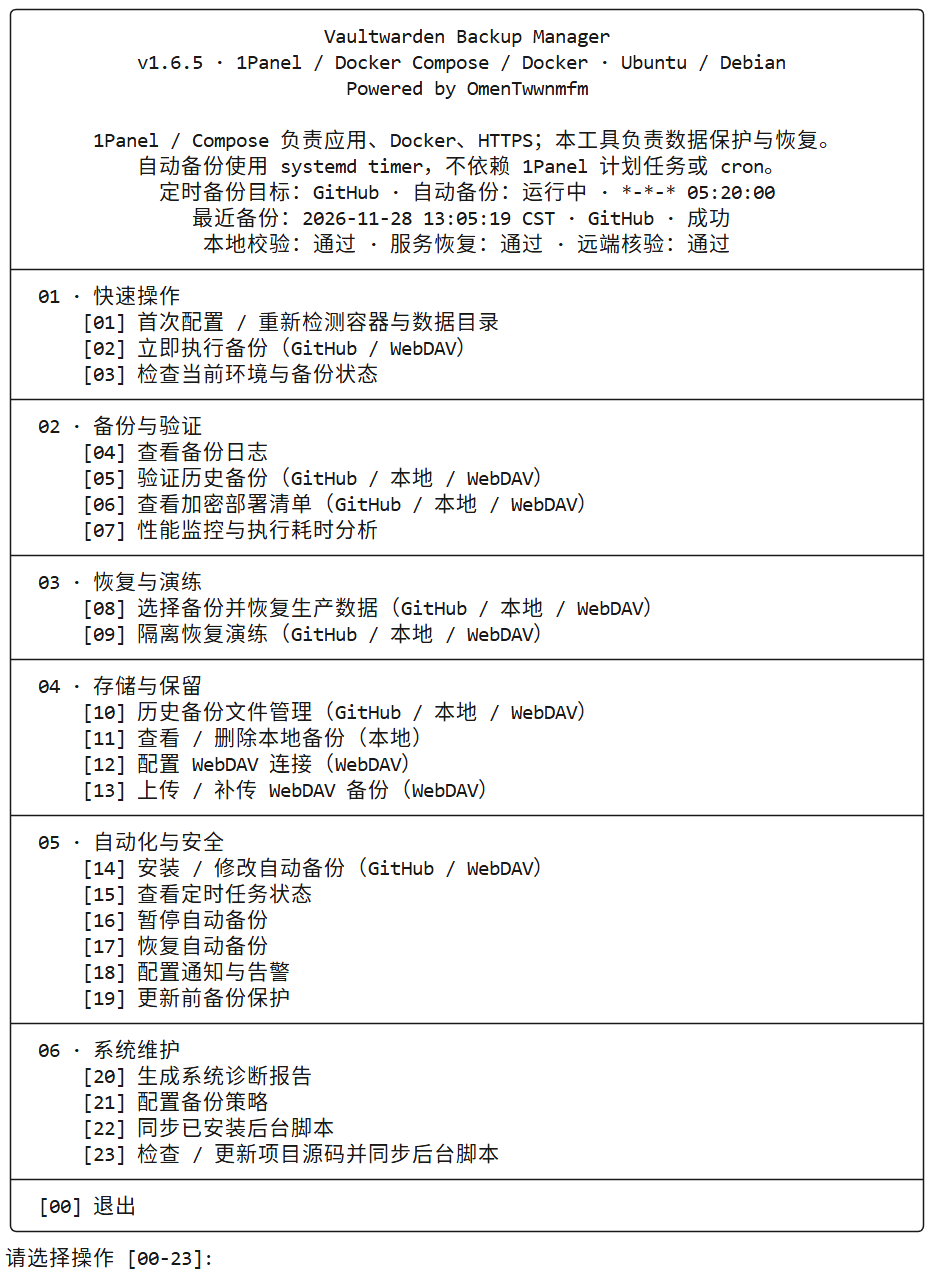 Vaultwarden Backup Manager
v1.6.5 · 1Panel / Docker Compose / Docker · Ubuntu / Debian
Powered by OmenTwwnmfm
1Panel / Compose 负责应用、Docker、HTTPS；本工具负责数据保护与恢复。
自动备份使用 systemd timer，不依赖 1Panel 计划任务或 cron。
定时备份目标：GitHub · 自动备份：运行中 · *-*-* 05:20:00
最近备份：2026-11-28 13:05:19 CST · GitHub · 成功
本地校验：通过 · 服务恢复：通过 · 远端核验：通过
01 · 快速操作
[01] 首次配置 / 重新检测容器与数据目录
[02] 立即执行备份（GitHub / WebDAV）
[03] 检查当前环境与备份状态
02 · 备份与验证
[04] 查看备份日志
[05] 验证历史备份（GitHub / 本地 / WebDAV）
[06] 查看加密部署清单（GitHub / 本地 / WebDAV）
[07] 性能监控与执行耗时分析
03 · 恢复与演练
[08] 选择备份并恢复生产数据（GitHub / 本地 / WebDAV）
[09] 隔离恢复演练（GitHub / 本地 / WebDAV）
04 · 存储与保留
[10] 历史备份文件管理（GitHub / 本地 / WebDAV）
[11] 查看 / 删除本地备份（本地）
[12] 配置 WebDAV 连接（WebDAV）
[13] 上传 / 补传 WebDAV 备份（WebDAV）
05 · 自动化与安全
[14] 安装 / 修改自动备份（GitHub / WebDAV）
[15] 查看定时任务状态
[16] 暂停自动备份
[17] 恢复自动备份
[18] 配置通知与告警
[19] 更新前备份保护
06 · 系统维护
[20] 生成系统诊断报告
[21] 配置备份策略
[22] 同步已安装后台脚本
[23] 检查 / 更新项目源码并同步后台脚本
[00] 退出
请选择操作 [00-23]: